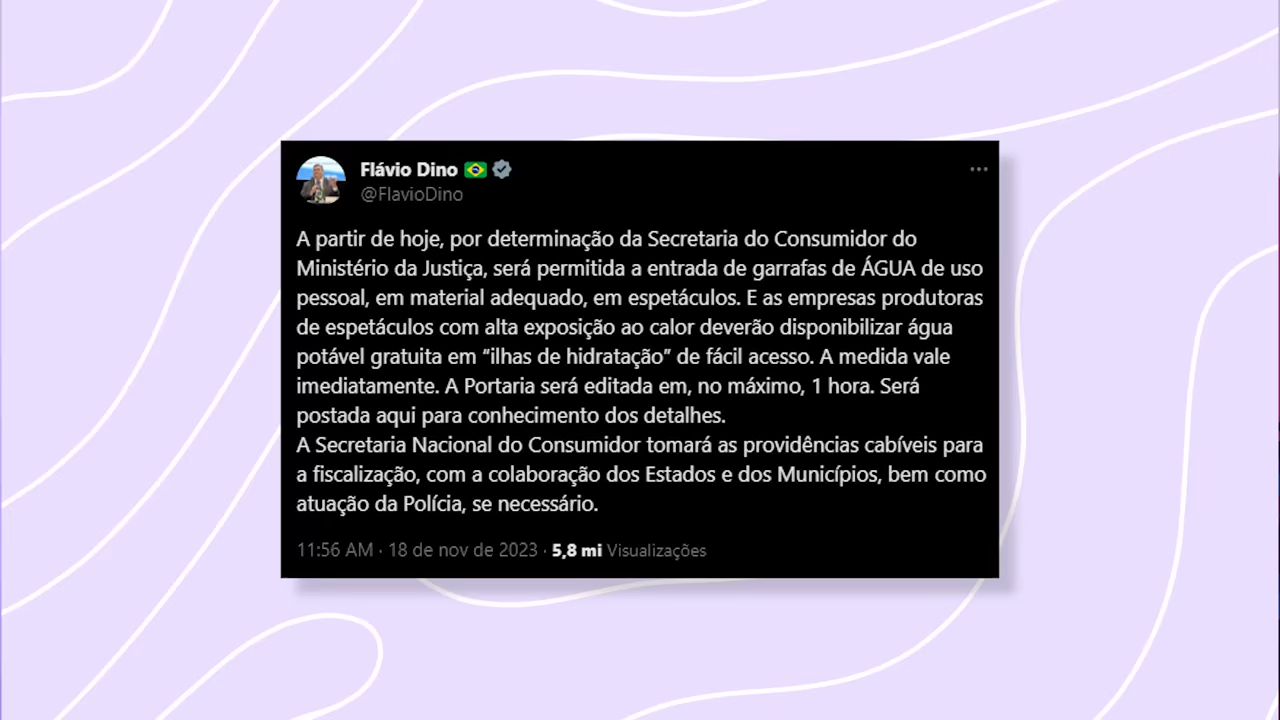 Flávio Dino
@FlavioDino
A partir de hoje, por determinação da Secretaria do Consumidor do
Ministério da Justiça, será permitida a entrada de garrafas de ÁGUA de uso
pessoal, em material adequado, em espetáculos. E as empresas produtoras
de espetáculos com alta exposição ao calor deverão disponibilizar água
potável gratuita em “ilhas de hidratação” de fácil acesso. A medida vale
imediatamente. A Portaria será editada em, no máximo, 1 hora. Será
postada aqui para conhecimento dos detalhes.
A Secretaria Nacional do Consumidor tomará as providências cabíveis para
a fiscalização, com a colaboração dos Estados e dos Municípios, bem como
atuação da Polícia, se necessário.
11:56 AM · 18 de nov de 2023 · 5,8 mi Visualizações